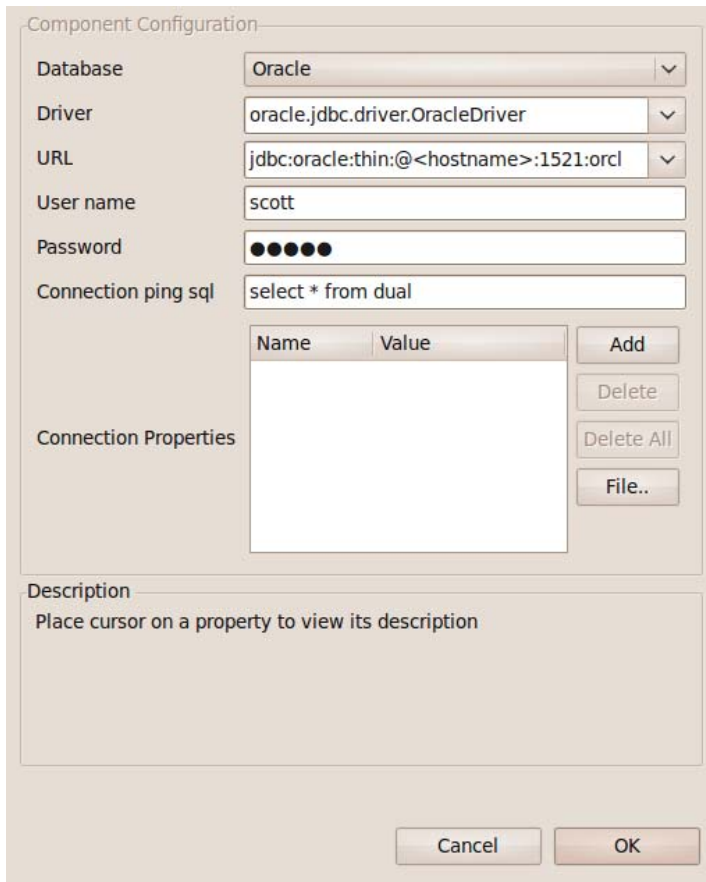 Component Configuration
Database Oracle
Driver oracle.jdbc.driver.OracleDriver
URL jdbc:oracle:thin:@<hostname>:1521:orcl
User name scott
Password ●●●●●
Connection ping sql select * from dual
Name Value
Add
Delete
Connection Properties
Delete All
File..
Description
Place cursor on a property to view its description
Cancel OK